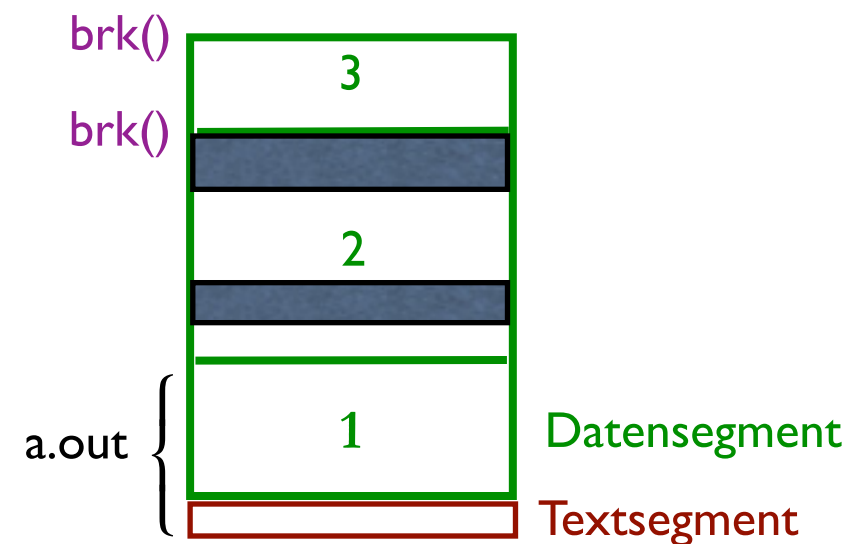 brk()
3
brk()
2
a.out
1
Datensegment
Textsegment